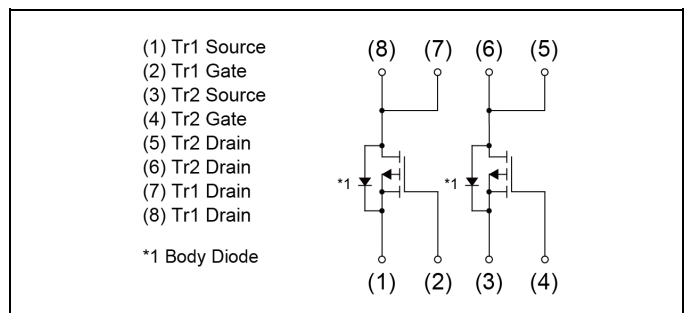 (1) Tr1 Source
(2) Tr1 Gate
(3) Tr2 Source
(4) Tr2 Gate
(5) Tr2 Drain
(6) Tr2 Drain
(7) Tr1 Drain
(8) Tr1 Drain
*1 Body Diode
(8) (7) (6) (5)
*1 *1
(1) (2) (3) (4)